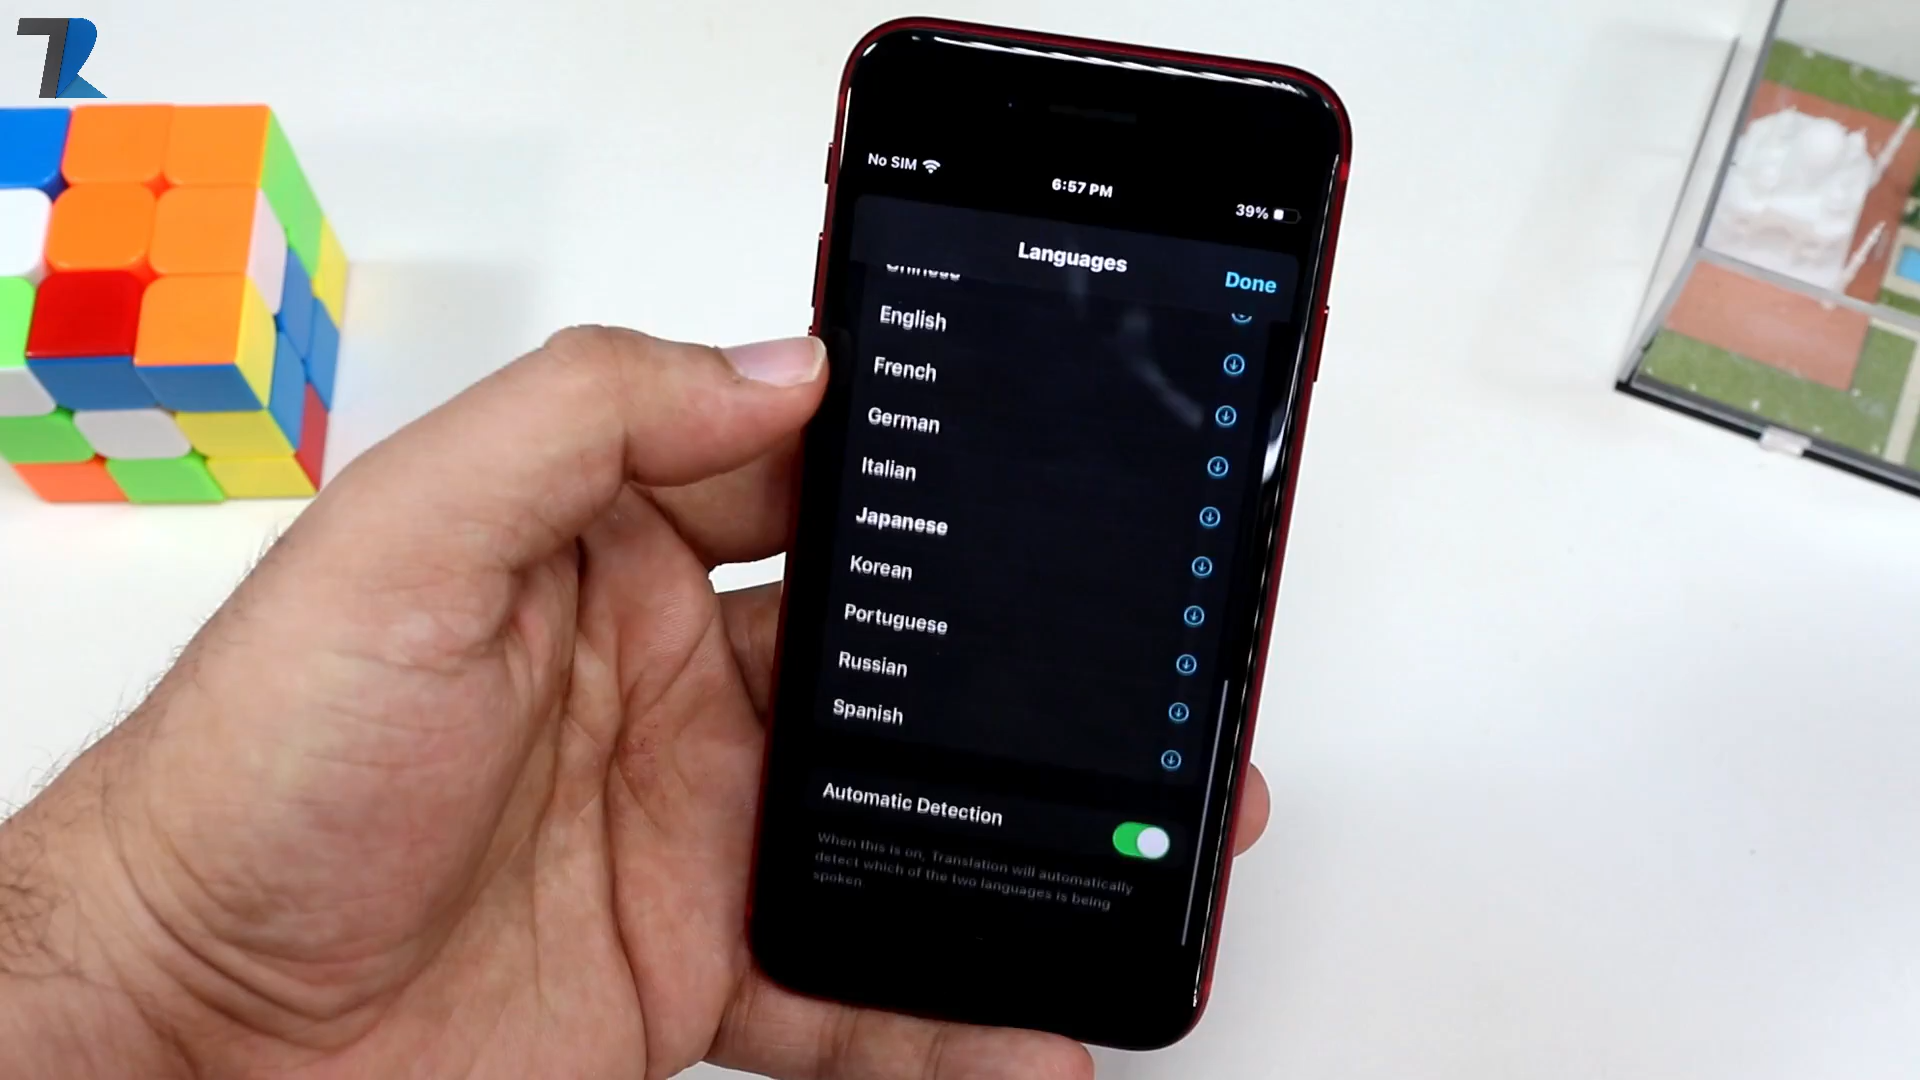 No SIM
6:57 PM
39%
Languages
Done
Chinese
English
French
German
Italian
Japanese
Korean
Portuguese
Russian
Spanish
Automatic Detection
When this is on, Translation will automatically
detect which of the two languages is being
spoken.